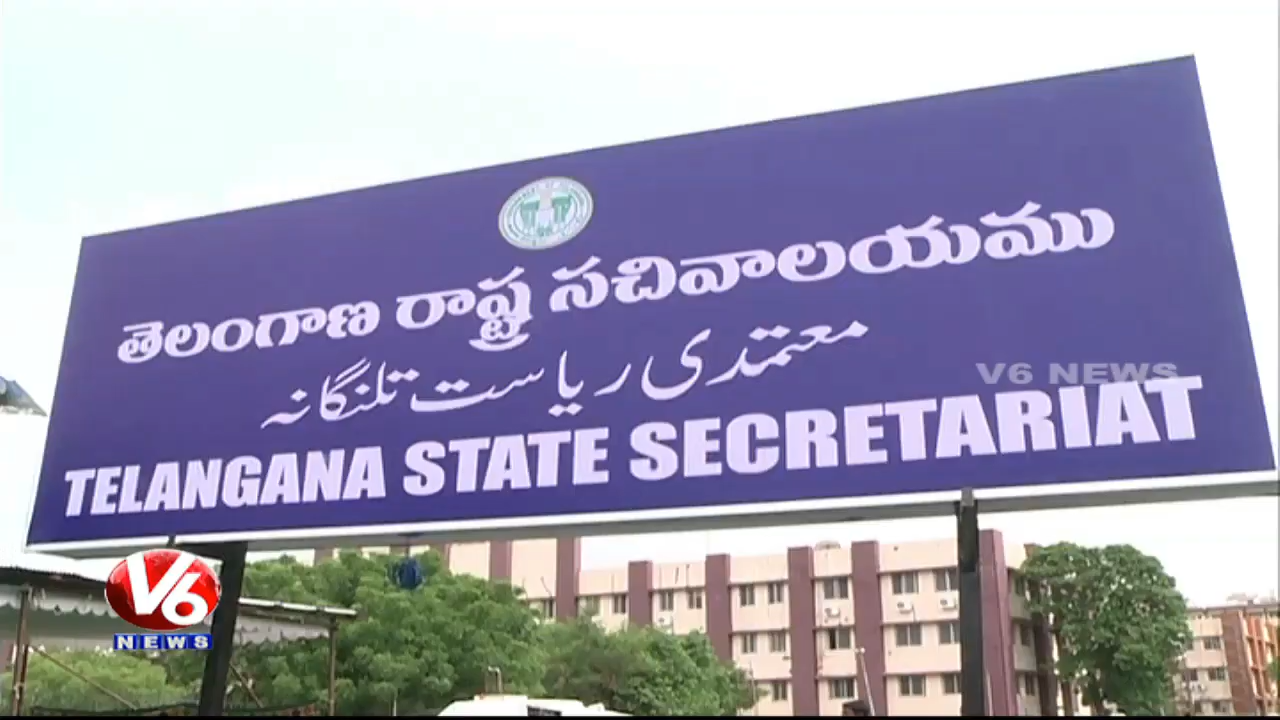 తెలంగాణ రాష్ట్ర సచివాలయము
معتمدی ریاست تلنگانہ
V6 NEWS
TELANGANA STATE SECRETARIAT
V6
NEWS